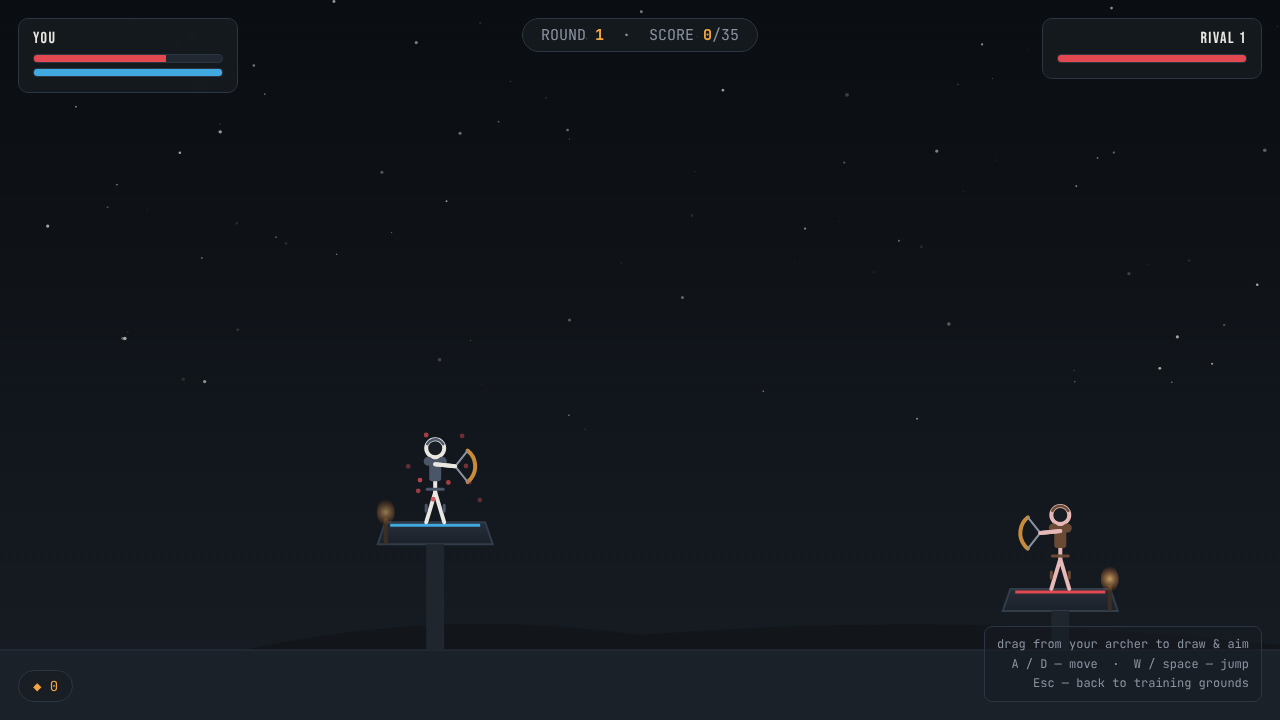 YOU
ROUND 1 · SCORE 0/35
RIVAL 1
drag from your archer to draw & aim
A / D — move · W / space — jump
Esc — back to training grounds
◆ 0